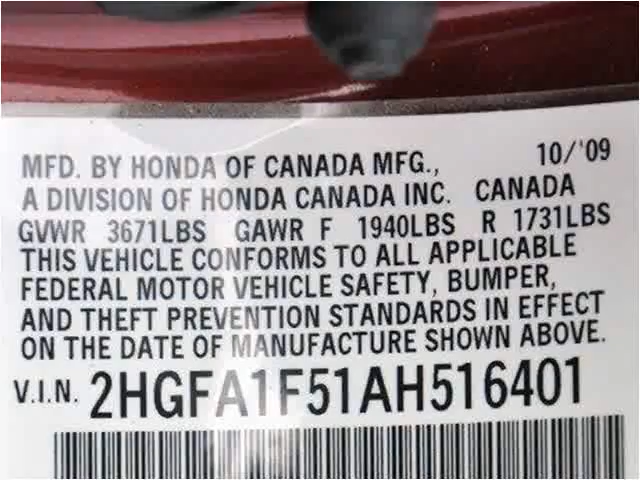 MFD. BY HONDA OF CANADA MFG., 10/'09
A DIVISION OF HONDA CANADA INC. CANADA
GVWR 3671LBS GAWR F 1940LBS R 1731LBS
THIS VEHICLE CONFORMS TO ALL APPLICABLE
FEDERAL MOTOR VEHICLE SAFETY, BUMPER,
AND THEFT PREVENTION STANDARDS IN EFFECT
ON THE DATE OF MANUFACTURE SHOWN ABOVE.
V.I.N. 2HGFA1F51AH516401